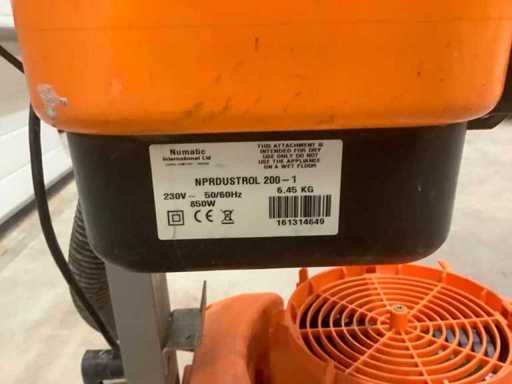 Numatic
International Ltd
THIS ATTACHMENT IS
INTENDED FOR DRY
USE ONLY DO NOT
USE THE APPLIANCE
ON A WET FLOOR
NPRDUSTROL 200-1
230V~ 50/60Hz 6.45 KG
850W
CE
161314649